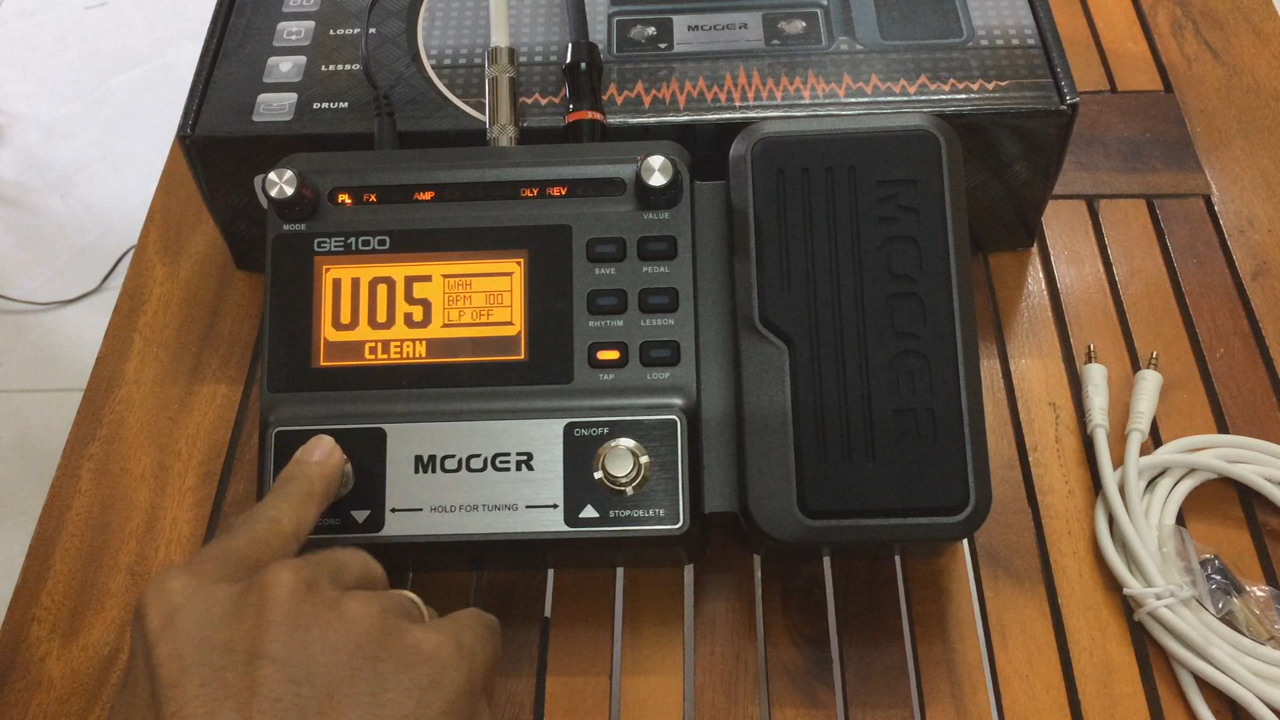 LOOPER
LESSON
DRUM
MOOER
PL FX AMP DLY REV
MODE
VALUE
GE100
U05
WAH
BPM 100
L.P OFF
CLEAN
SAVE PEDAL
RHYTHM LESSON
TAP LOOP
MOOER
ON/OFF
MOOER
HOLD FOR TUNING
STOP/DELETE